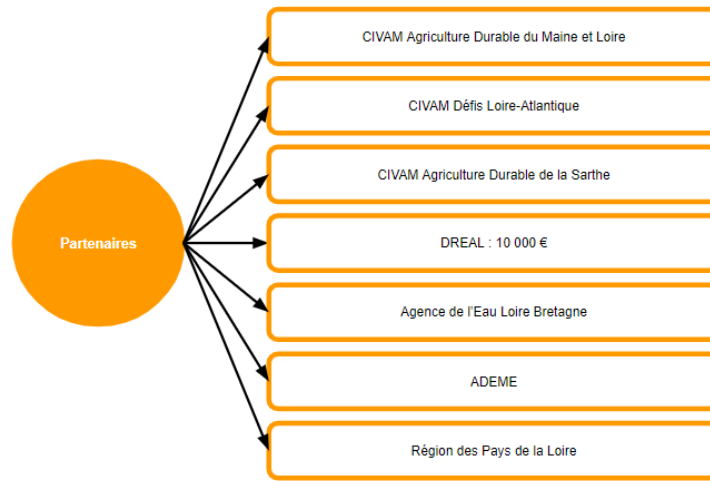 CIVAM Agriculture Durable du Maine et Loire
CIVAM Défis Loire-Atlantique
CIVAM Agriculture Durable de la Sarthe
Partenaires
DREAL : 10 000 €
Agence de l'Eau Loire Bretagne
ADEME
Région des Pays de la Loire